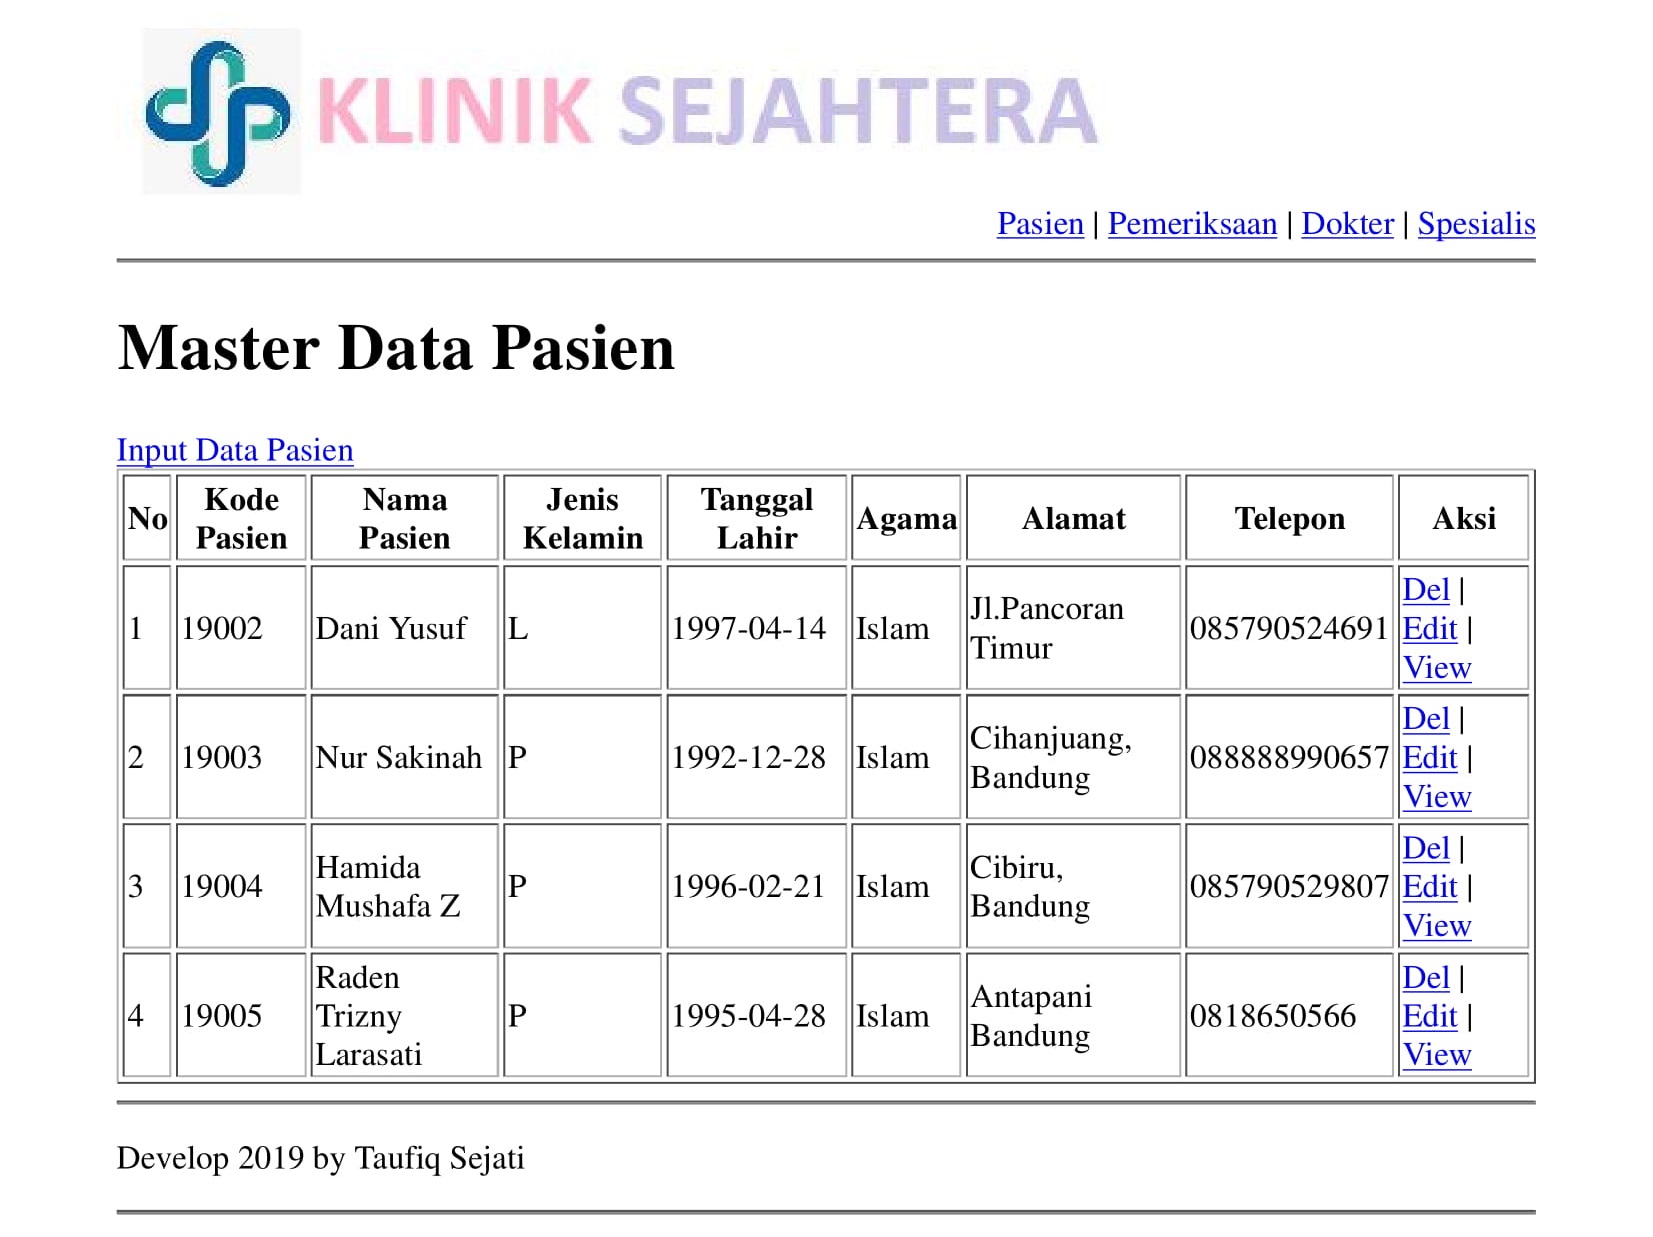 KLINIK SEJAHTERA
Pasien | Pemeriksaan | Dokter | Spesialis
Master Data Pasien
Input Data Pasien
No Kode Pasien Nama Pasien Jenis Kelamin Tanggal Lahir Agama Alamat Telepon Aksi
1 19002 Dani Yusuf L 1997-04-14 Islam Jl.Pancoran Timur 085790524691 Del | Edit | View
2 19003 Nur Sakinah P 1992-12-28 Islam Cihanjuang, Bandung 088888990657 Del | Edit | View
3 19004 Hamida Mushafa Z P 1996-02-21 Islam Cibiru, Bandung 085790529807 Del | Edit | View
4 19005 Raden Trizny Larasati P 1995-04-28 Islam Antapani Bandung 0818650566 Del | Edit | View
Develop 2019 by Taufiq Sejati